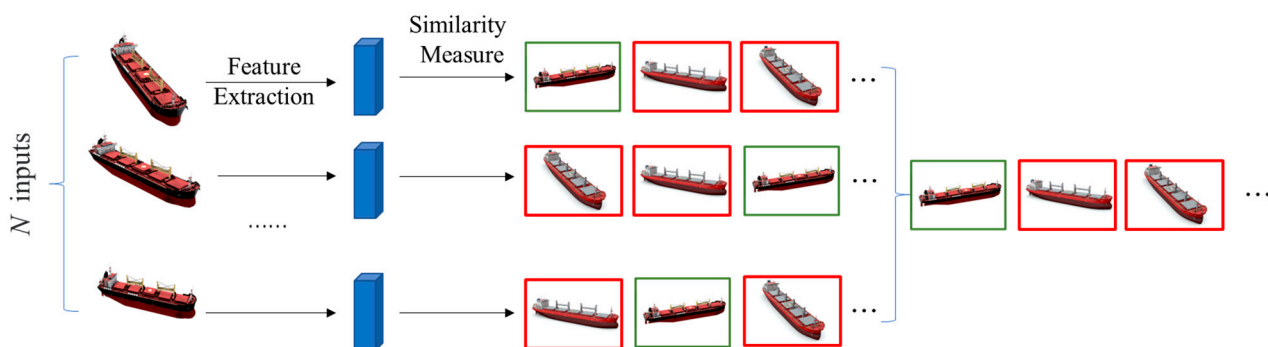 Similarity
Measure
Feature
Extraction
...
N inputs
...
......
...
...